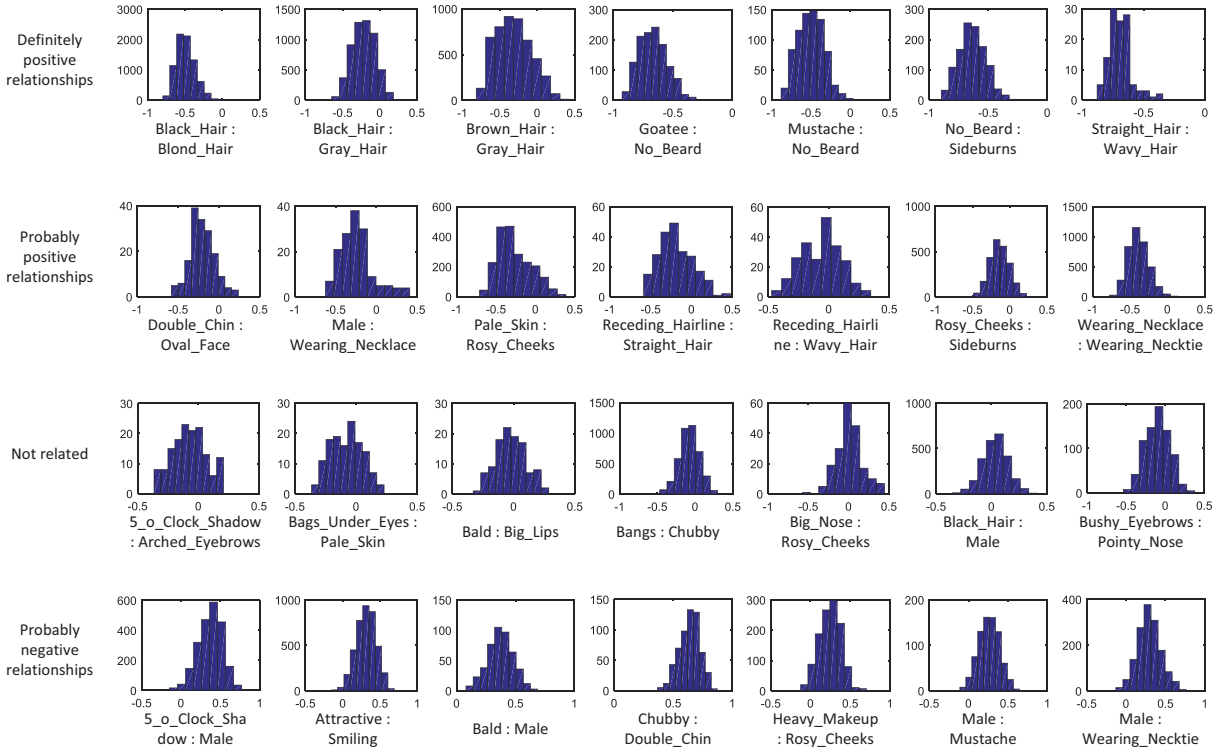 Definitely
positive
relationships
3000
2000
1000
0
-1 -0.5 0 0.5
Black_Hair :
Blond_Hair
1500
1000
500
0
-1 -0.5 0 0.5
Black_Hair :
Gray_Hair
1000
500
0
-1 -0.5 0 0.5
Brown_Hair :
Gray_Hair
300
200
100
0
-1 -0.5 0
Goatee :
No_Beard
150
100
50
0
-1 -0.5 0 0.5
Mustache :
No_Beard
300
200
100
0
-1 -0.5 0
No_Beard :
Sideburns
30
20
10
0
-1 -0.5 0
Straight_Hair :
Wavy_Hair
Probably
positive
relationships
40
20
0
-1 -0.5 0 0.5
Double_Chin :
Oval_Face
40
20
0
-1 -0.5 0 0.5
Male :
Wearing_Necklace
600
400
200
0
-1 -0.5 0 0.5
Pale_Skin :
Rosy_Cheeks
60
40
20
0
-1 -0.5 0 0.5
Receding_Hairline :
Straight_Hair
60
40
20
0
-0.5 0 0.5
Receding_Hairli
ne : Wavy_Hair
1000
500
0
-1 -0.5 0 0.5
Rosy_Cheeks :
Sideburns
1500
1000
500
0
-1 -0.5 0 0.5
Wearing_Necklace
: Wearing_Necktie
Not related
30
20
10
0
-0.5 0 0.5
5_o_Clock_Shadow
: Arched_Eyebrows
30
20
10
0
-0.5 0 0.5
Bags_Under_Eyes :
Pale_Skin
30
20
10
0
-0.5 0 0.5
Bald : Big_Lips
1500
1000
500
0
-1 -0.5 0 0.5
Bangs : Chubby
60
40
20
0
-1 -0.5 0 0.5
Big_Nose :
Rosy_Cheeks
1000
500
0
-0.5 0 0.5
Black_Hair :
Male
200
100
0
-1 -0.5 0 0.5
Bushy_Eyebrows :
Pointy_Nose
Probably
negative
relationships
600
400
200
0
-0.5 0 0.5 1
5_o_Clock_Sha
dow : Male
1000
500
0
-0.5 0 0.5 1
Attractive :
Smiling
150
100
50
0
0 0.5 1
Bald : Male
150
100
50
0
0 0.5 1
Chubby :
Double_Chin
300
200
100
0
-0.5 0 0.5 1
Heavy_Makeup
: Rosy_Cheeks
200
100
0
-0.5 0 0.5 1
Male :
Mustache
400
200
0
-0.5 0 0.5 1
Male :
Wearing_Necktie